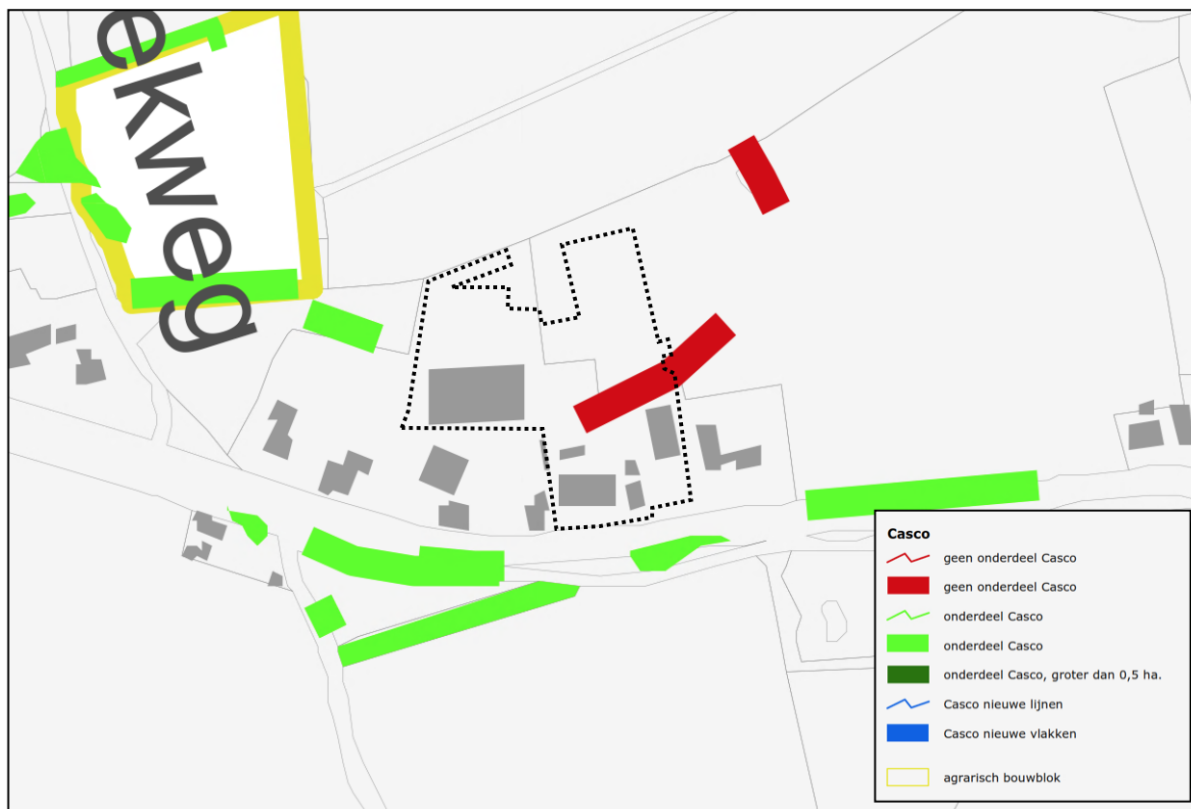 ekweg
Casco
geen onderdeel Casco
geen onderdeel Casco
onderdeel Casco
onderdeel Casco
onderdeel Casco, groter dan 0,5 ha.
Casco nieuwe lijnen
Casco nieuwe vlakken
agrarisch bouwblok